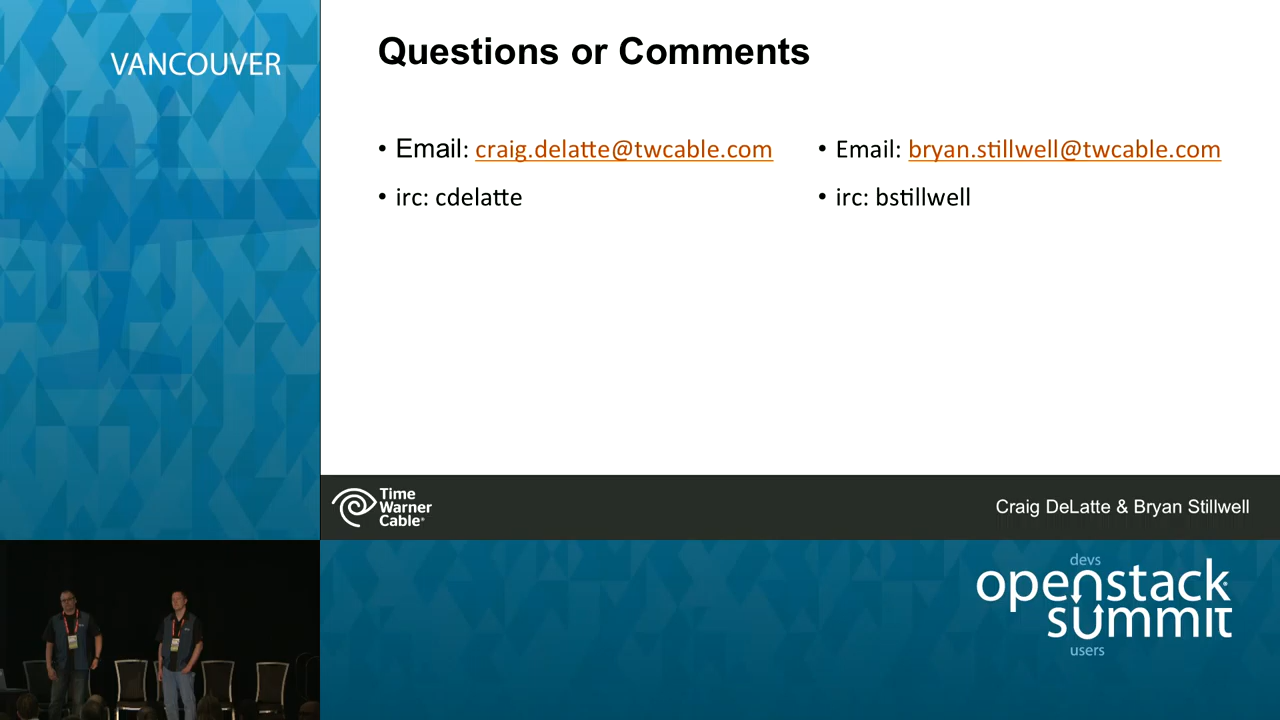 VANCOUVER
Questions or Comments
• Email: craig.delatte@twcable.com
• irc: cdelatte
• Email: bryan.stillwell@twcable.com
• irc: bstillwell
Time
Warner
Cable
Craig DeLatte & Bryan Stillwell
devs
openstack
summit
users